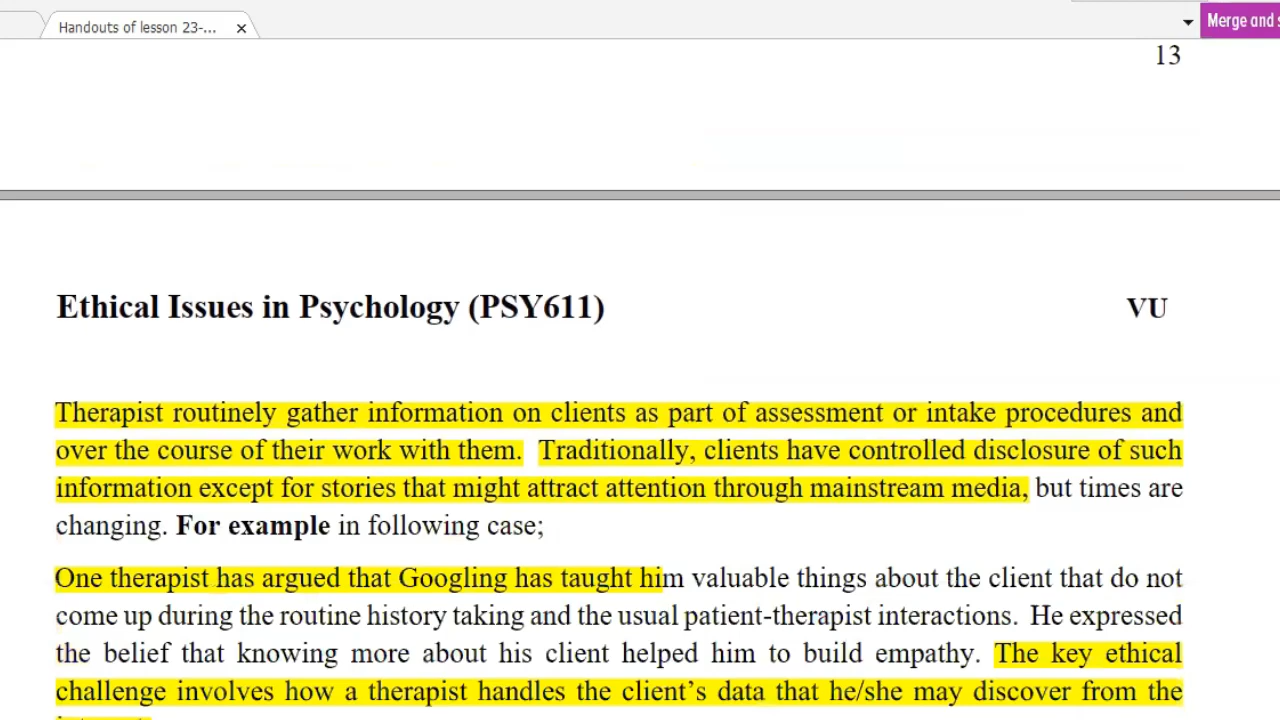 Handouts of lesson 23-...
Merge and
13
Ethical Issues in Psychology (PSY611)
VU
Therapist routinely gather information on clients as part of assessment or intake procedures and
over the course of their work with them. Traditionally, clients have controlled disclosure of such
information except for stories that might attract attention through mainstream media, but times are
changing. For example in following case;
One therapist has argued that Googling has taught him valuable things about the client that do not
come up during the routine history taking and the usual patient-therapist interactions. He expressed
the belief that knowing more about his client helped him to build empathy. The key ethical
challenge involves how a therapist handles the client’s data that he/she may discover from the